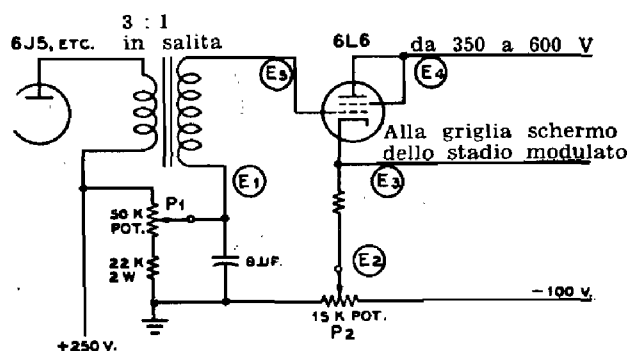 3 : 1
in salita
6J5, ETC.
E5
6L6
da 350 a 600 V
E4
Alla griglia schermo
dello stadio modulato
E3
E1
P1
50 K
POT.
22 K
2 W
8 UF.
E2
15 K POT.
P2
-100 V.
+250 V.